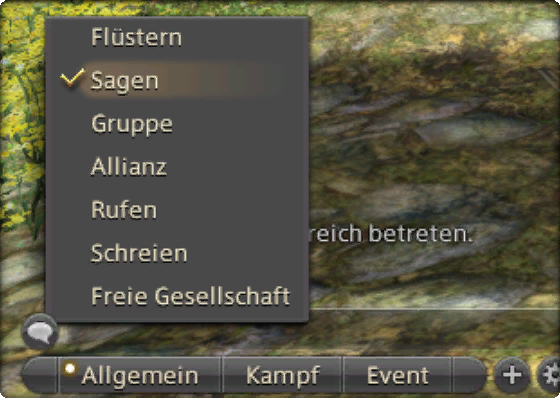 Flüstern
Sagen
Gruppe
Allianz
Rufen
reich betreten.
Schreien
Freie Gesellschaft
Allgemein Kampf Event